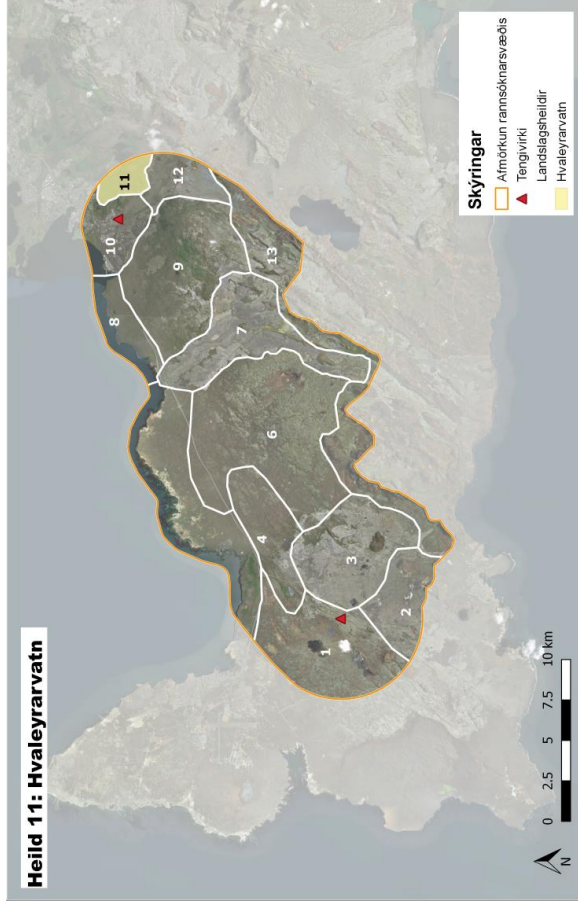 Heild 11: Hvaleyrarvatn
11
12
10
8
9
13
7
6
4
3
2
1
Skýringar
Afmörkun rannsóknarsvæðis
Tengivirki
Landslagsheildir
Hvaleyrarvatn
0 2.5 5 7.5 10 km
N